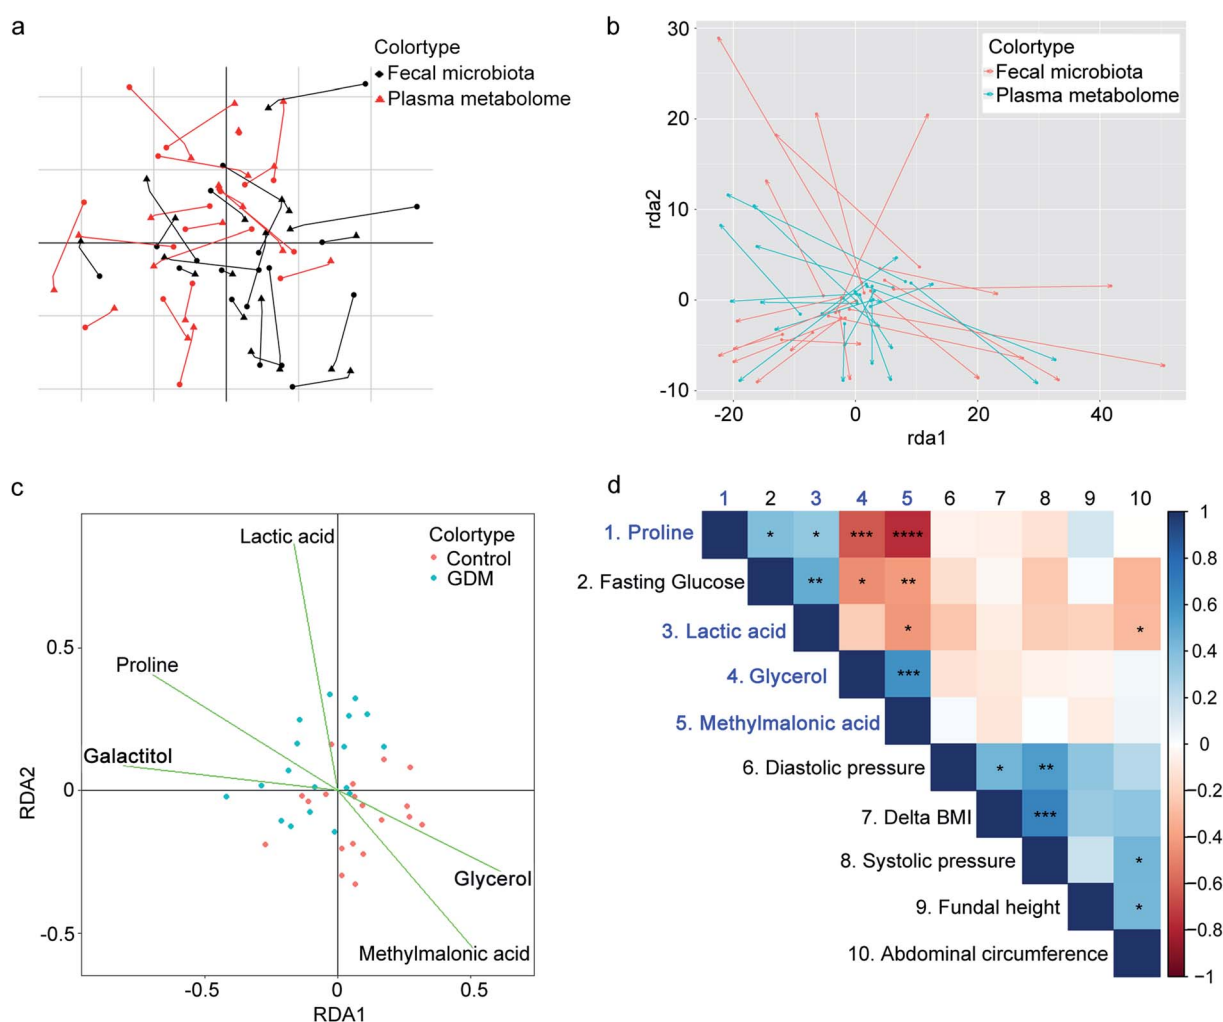 a
Colortype
Fecal microbiota
Plasma metabolome
b
30
20
10
0
-10
rda2
-20
0
20
40
rda1
Colortype
Fecal microbiota
Plasma metabolome
c
Lactic acid
Colortype
Control
GDM
0.5
Proline
Galactitol
0
RDA2
Glycerol
-0.5
Methylmalonic acid
-0.5
0
0.5
RDA1
d
1 2 3 4 5 6 7 8 9 10
1. Proline * * *** ****
2. Fasting Glucose ** * **
3. Lactic acid * *
4. Glycerol ***
5. Methylmalonic acid
6. Diastolic pressure * **
7. Delta BMI ***
8. Systolic pressure *
9. Fundal height *
10. Abdominal circumference
1
0.8
0.6
0.4
0.2
0
−0.2
−0.4
−0.6
−0.8
−1